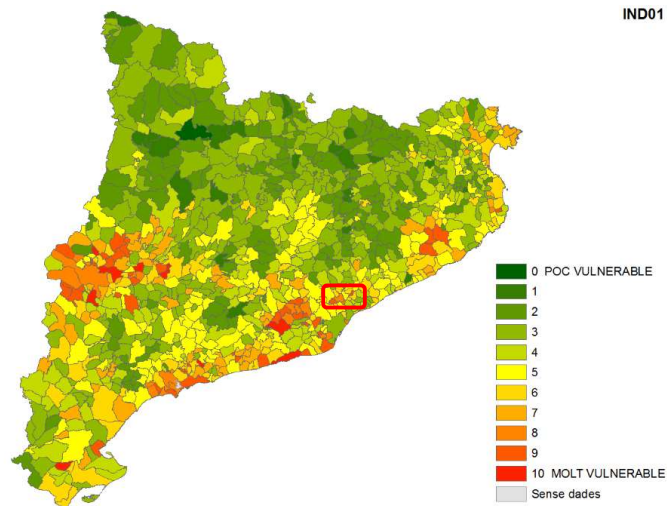 IND01
0 POC VULNERABLE
1
2
3
4
5
6
7
8
9
10 MOLT VULNERABLE
Sense dades